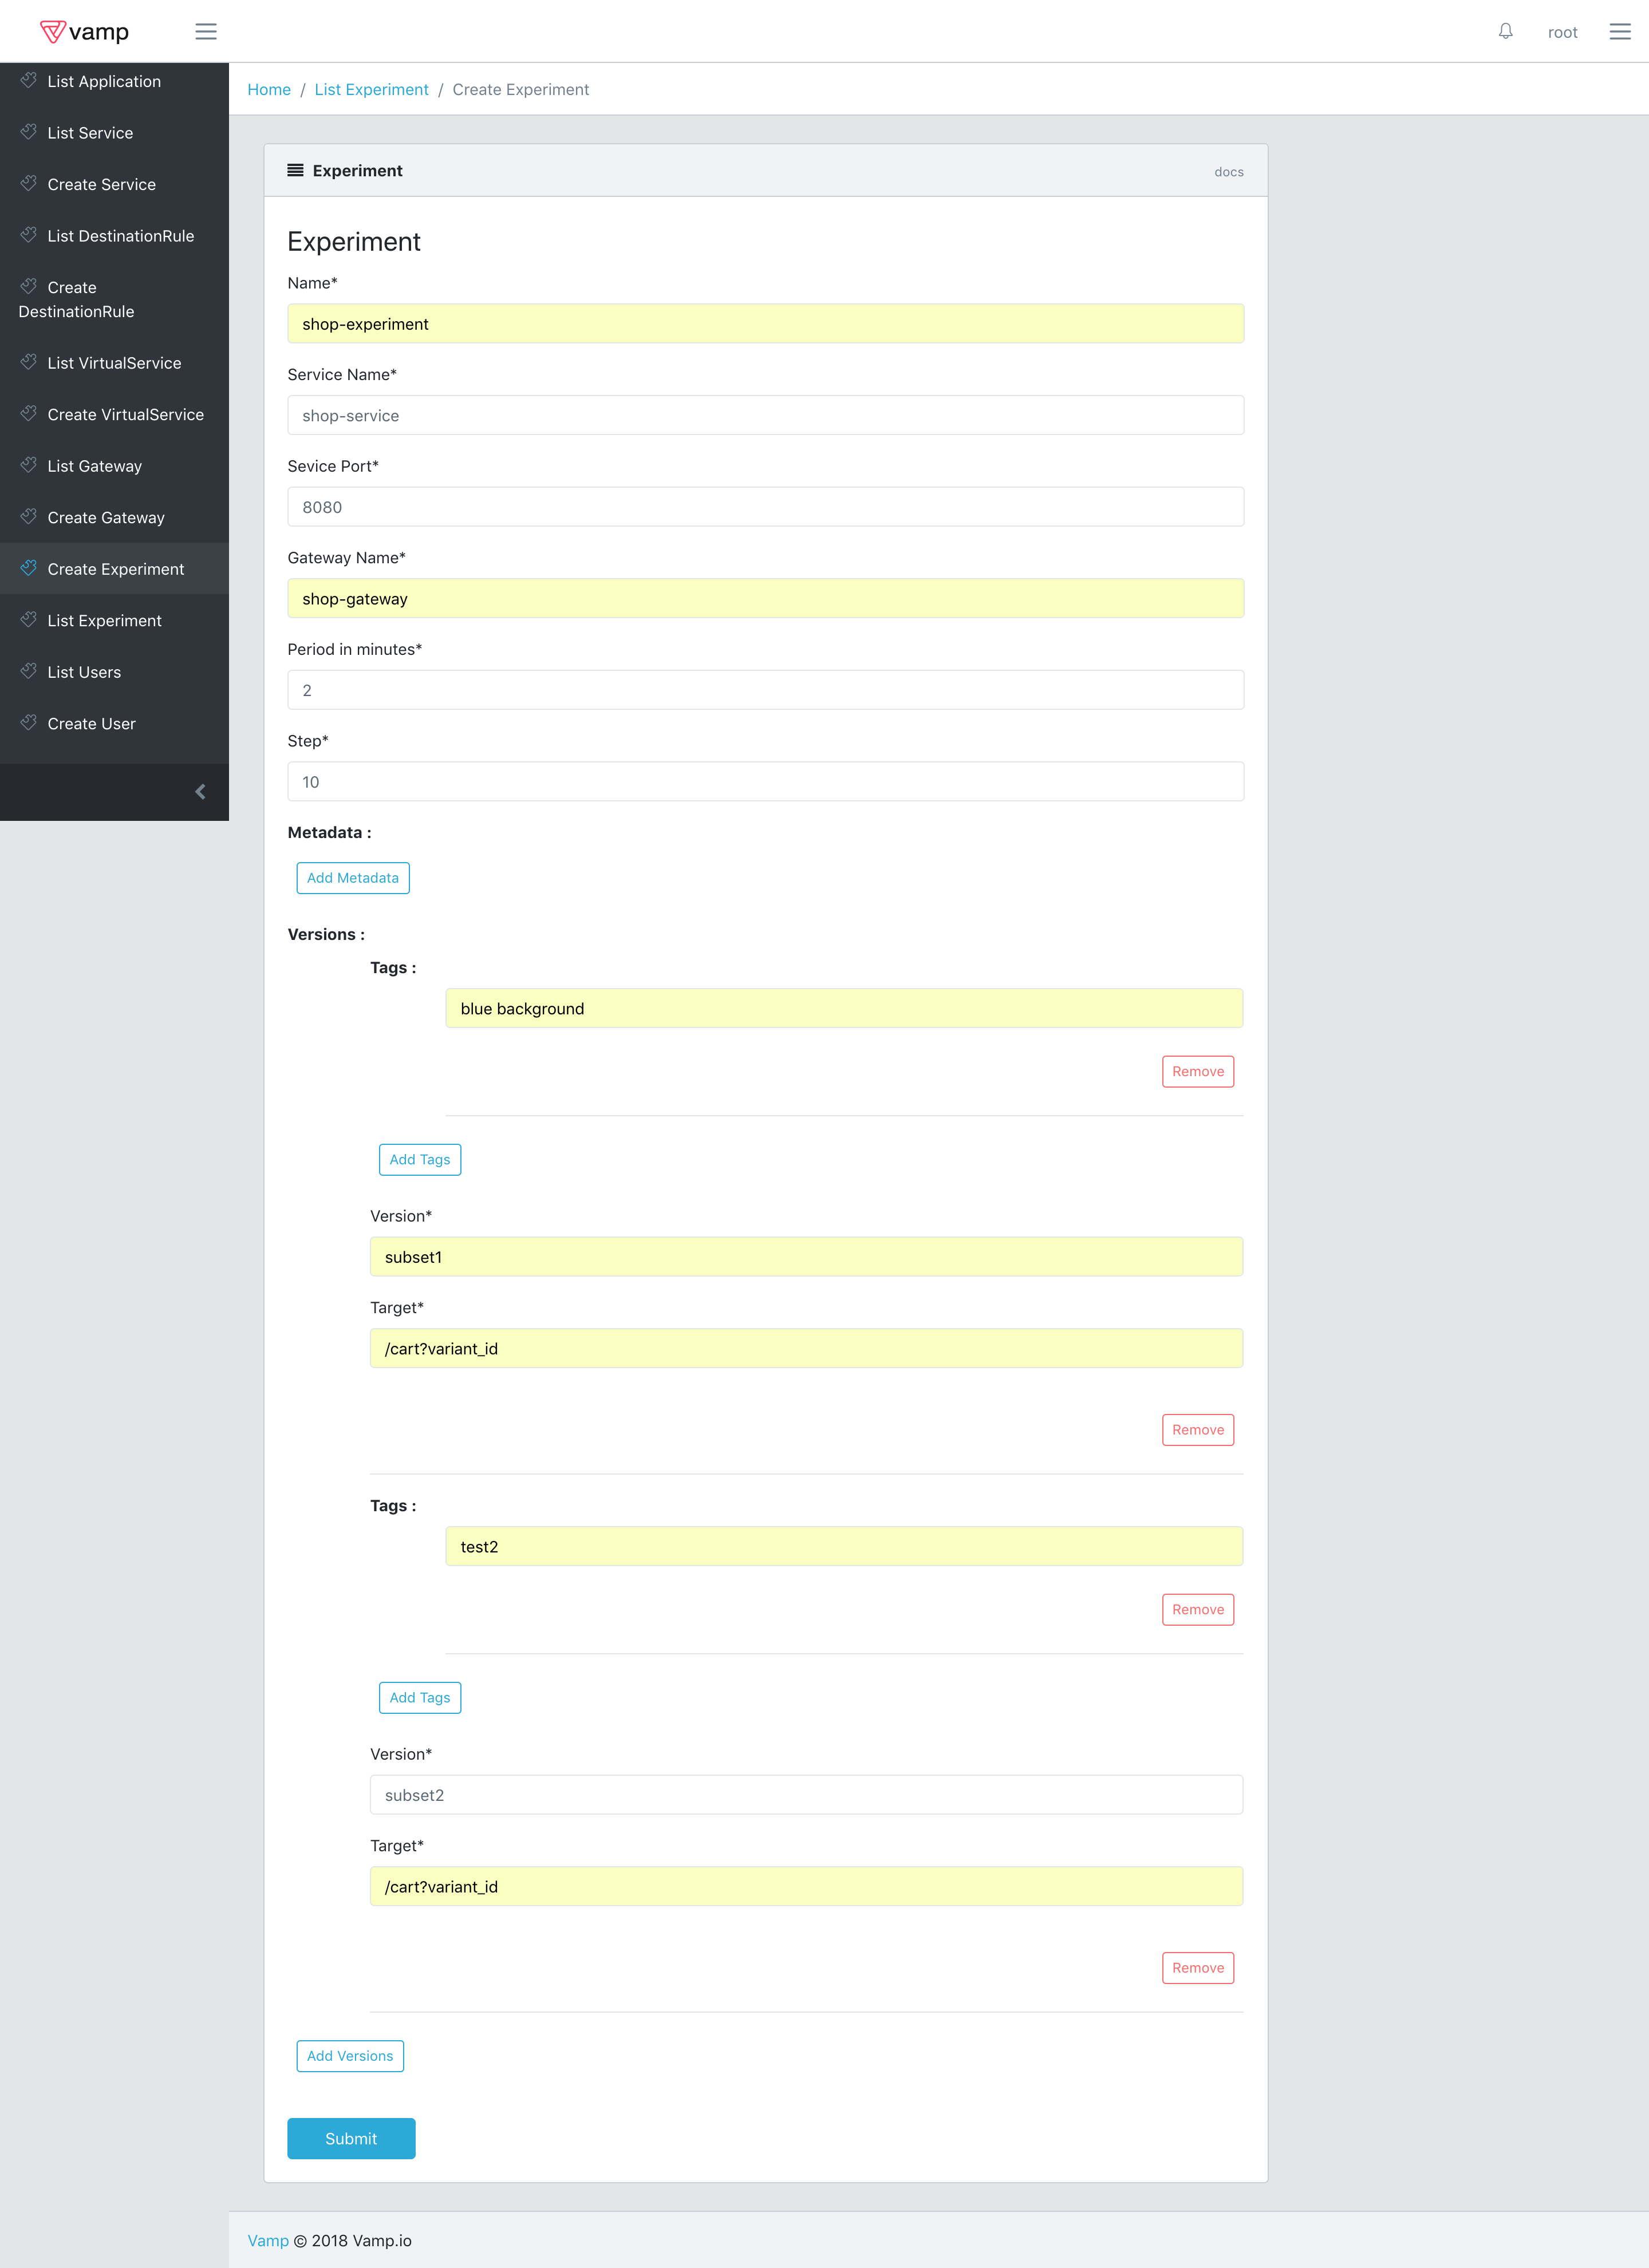 vamp
root
List Application
List Service
Create Service
List DestinationRule
Create
DestinationRule
List VirtualService
Create VirtualService
List Gateway
Create Gateway
Create Experiment
List Experiment
List Users
Create User
Home / List Experiment / Create Experiment
Experiment
docs
Experiment
Name*
shop-experiment
Service Name*
shop-service
Sevice Port*
8080
Gateway Name*
shop-gateway
Period in minutes*
2
Step*
10
Metadata :
Add Metadata
Versions :
Tags :
blue background
Remove
Add Tags
Version*
subset1
Target*
/cart?variant_id
Remove
Tags :
test2
Remove
Add Tags
Version*
subset2
Target*
/cart?variant_id
Remove
Add Versions
Submit
Vamp © 2018 Vamp.io